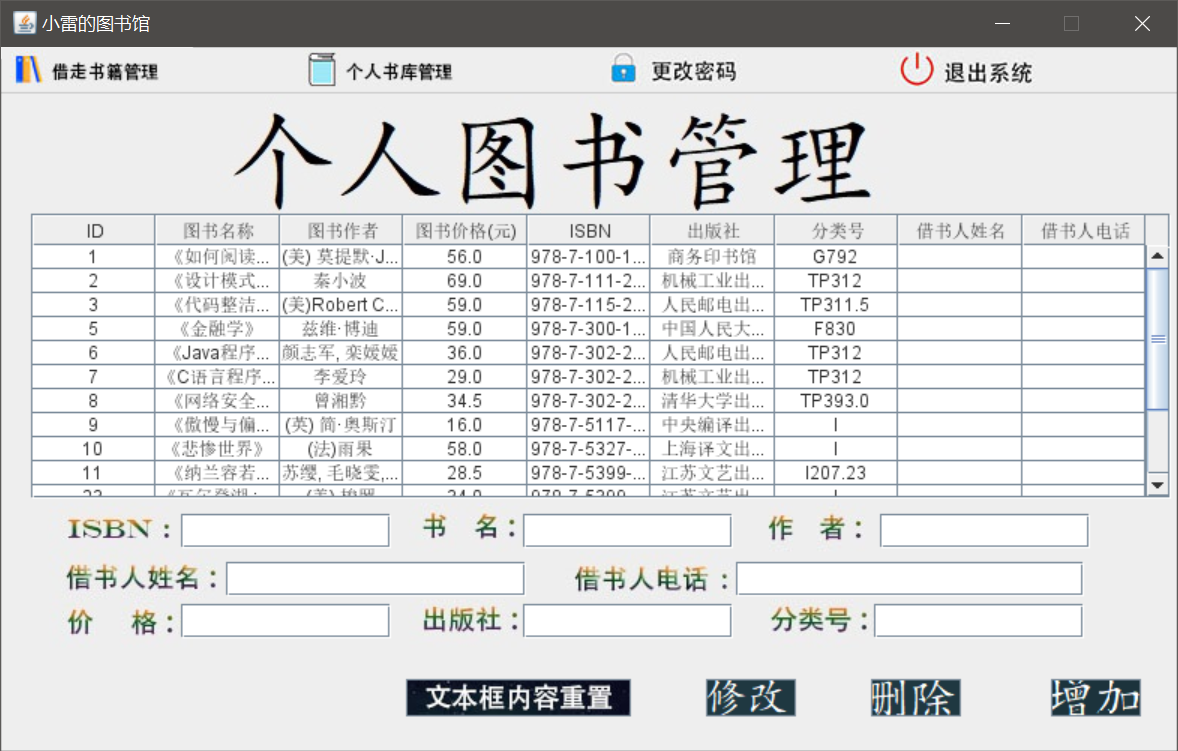 小雷的图书馆
借走书籍管理 个人书库管理 更改密码 退出系统
个人图书管理
ID 图书名称 图书作者 图书价格(元) ISBN 出版社 分类号 借书人姓名 借书人电话
1 《如何阅读... (美) 莫提默·J... 56.0 978-7-100-1... 商务印书馆 G792
2 《设计模式... 秦小波 69.0 978-7-111-2... 机械工业出... TP312
3 《代码整洁... (美)Robert C... 59.0 978-7-115-2... 人民邮电出... TP311.5
5 《金融学》 兹维·博迪 59.0 978-7-300-1... 中国人民大... F830
6 《Java程序... 颜志军, 栾媛媛 36.0 978-7-302-2... 人民邮电出... TP312
7 《C语言程序... 李爱玲 29.0 978-7-302-2... 机械工业出... TP312
8 《网络安全... 曾湘黔 34.5 978-7-302-2... 清华大学出... TP393.0
9 《傲慢与偏... (英) 简·奥斯汀 16.0 978-7-5117-... 中央编译出... I
10 《悲惨世界》 (法)雨果 58.0 978-7-5327-... 上海译文出... I
11 《纳兰容若... 苏缨, 毛晓雯,... 28.5 978-7-5399-... 江苏文艺出... I207.23
ISBN： 书 名： 作 者：
借书人姓名： 借书人电话：
价 格： 出版社： 分类号：
文本框内容重置 修改 删除 增加